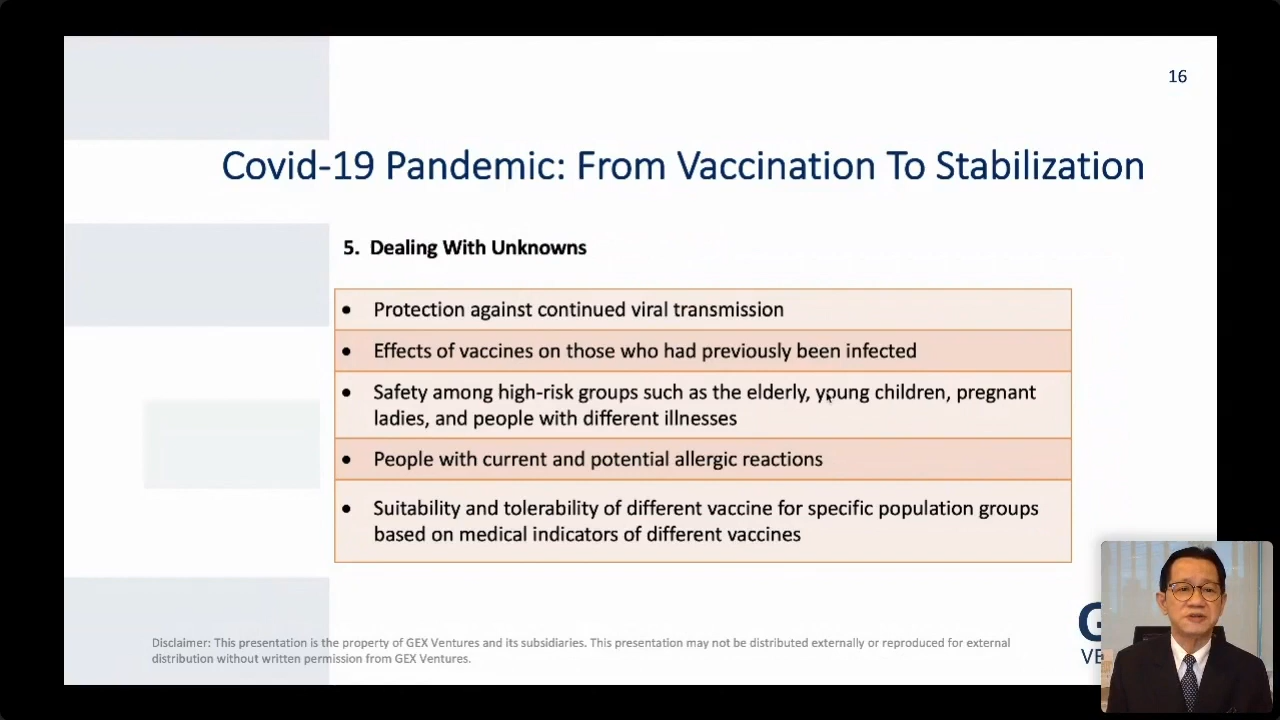 16
Covid-19 Pandemic: From Vaccination To Stabilization
5. Dealing With Unknowns
• Protection against continued viral transmission
• Effects of vaccines on those who had previously been infected
• Safety among high-risk groups such as the elderly, young children, pregnant
ladies, and people with different illnesses
• People with current and potential allergic reactions
• Suitability and tolerability of different vaccine for specific population groups
based on medical indicators of different vaccines
Disclaimer: This presentation is the property of GEX Ventures and its subsidiaries. This presentation may not be distributed externally or reproduced for external
distribution without written permission from GEX Ventures.